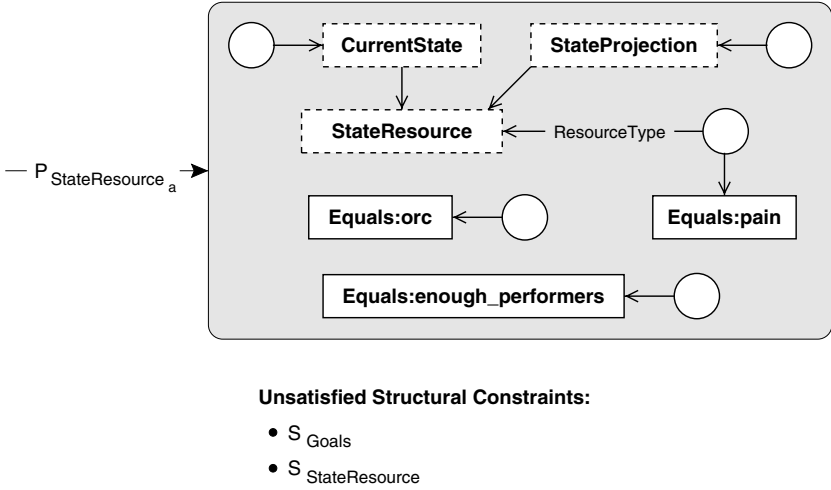 CurrentState
StateProjection
StateResource
ResourceType
P StateResource a
Equals:orc
Equals:pain
Equals:enough_performers
Unsatisfied Structural Constraints:
• S Goals
• S StateResource